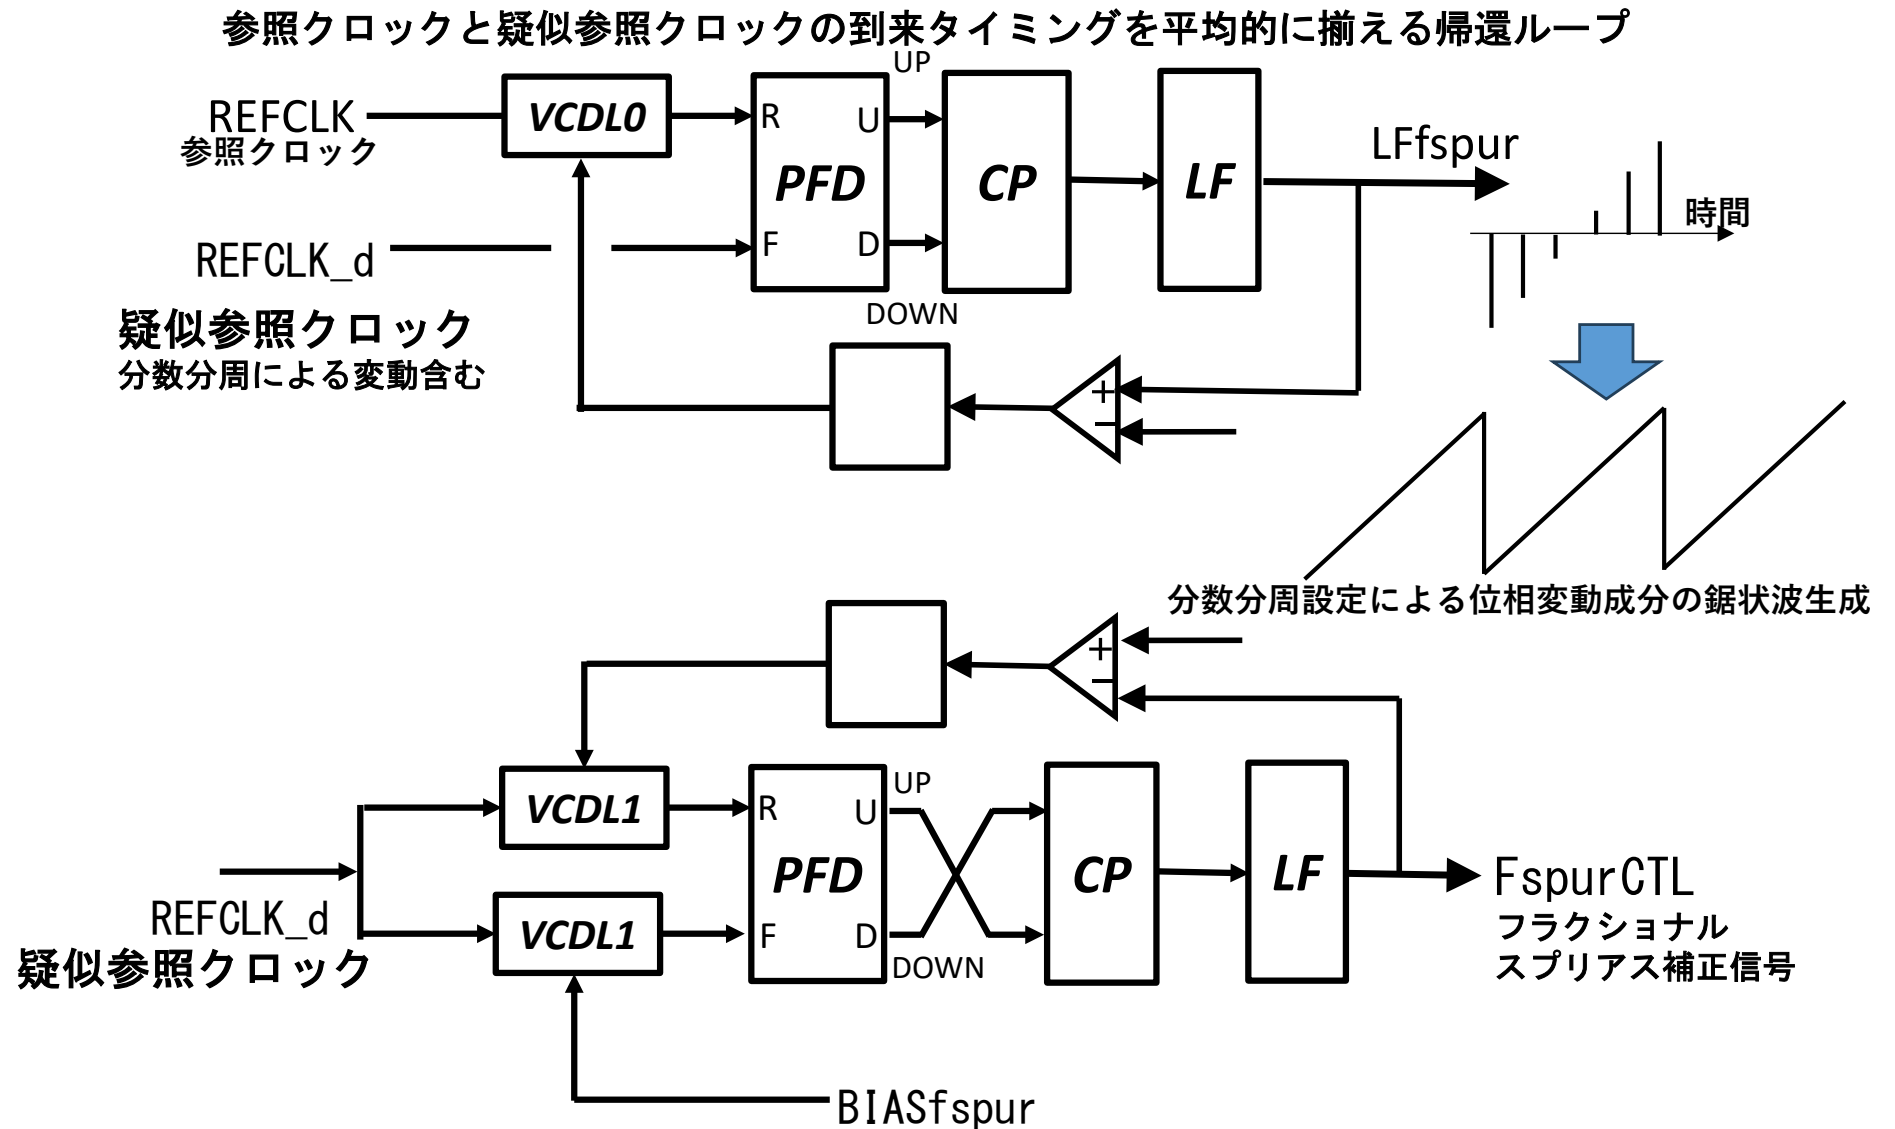 参照クロックと疑似参照クロックの到来タイミングを平均的に揃える帰還ループ
UP
REFCLK
参照クロック
VCDL0
R
U
PFD
F
D
CP
LF
LFfspur
時間
REFCLK_d
疑似参照クロック
分数分周による変動含む
DOWN
+
−
分数分周設定による位相変動成分の鋸状波生成
+
−
VCDL1
R
U
UP
PFD
F
D
DOWN
CP
LF
REFCLK_d
疑似参照クロック
VCDL1
FspurCTL
フラクショナル
スプリアス補正信号
BIASfspur